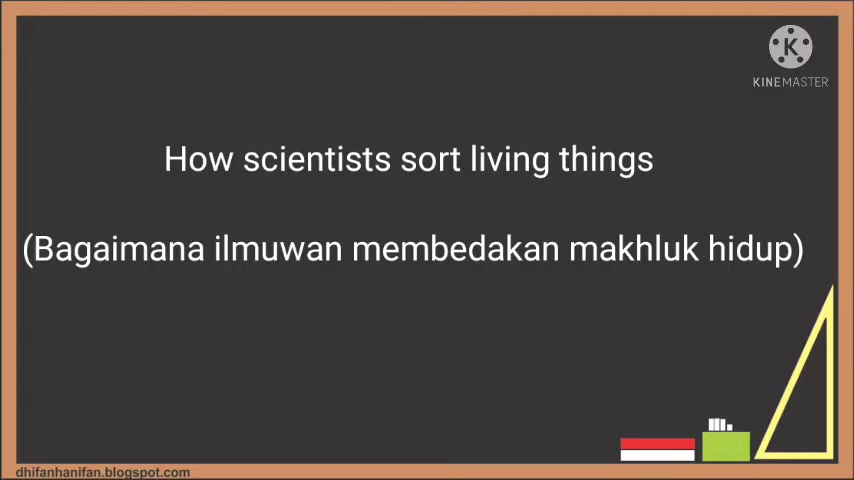 K
KINEMASTER
How scientists sort living things
(Bagaimana ilmuwan membedakan makhluk hidup)
dhifanhanifan.blogspot.com